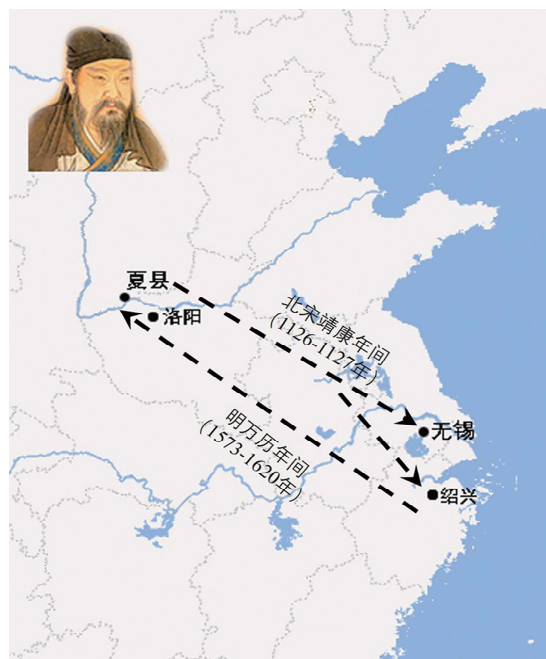 夏县
洛阳
北宋靖康年间
(1126-1127年)
无锡
明万历年间
(1573-1620年)
绍兴